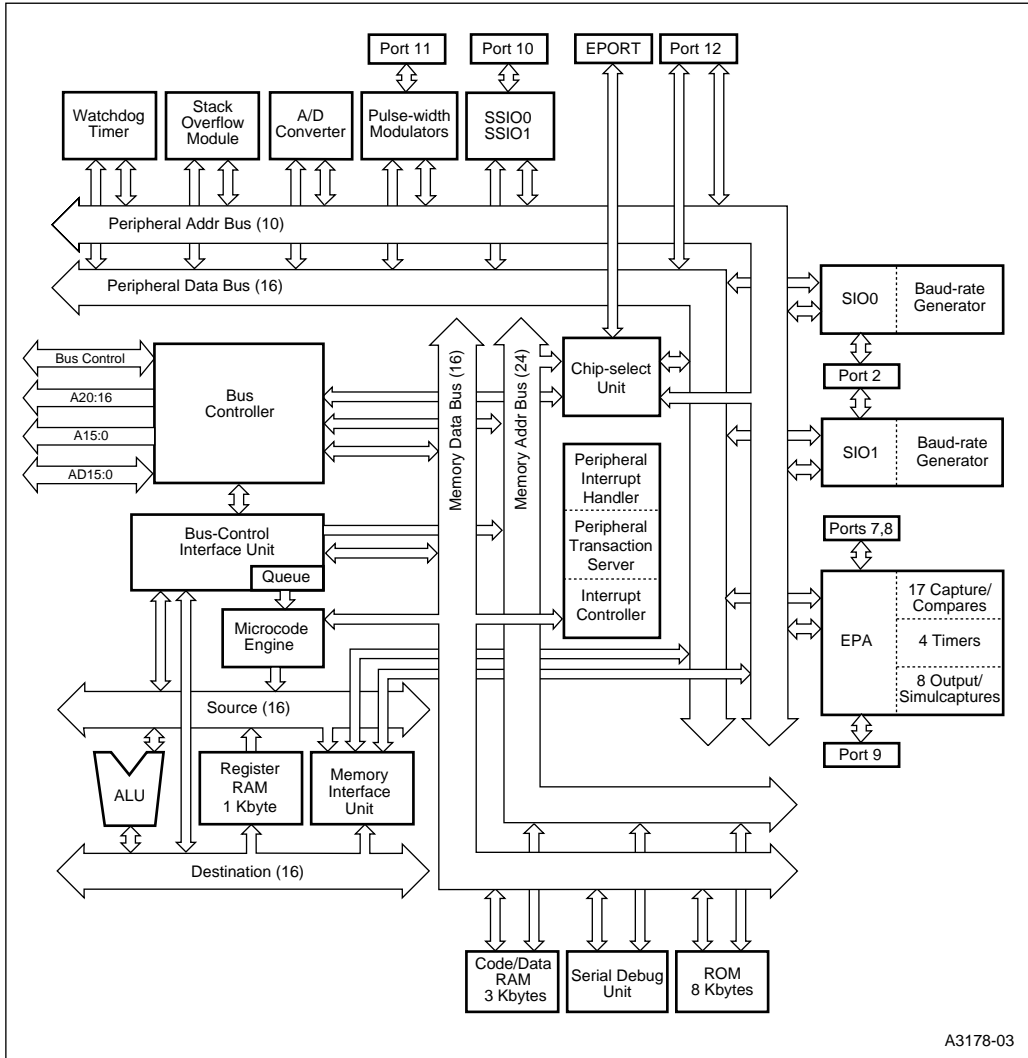 Port 11
Port 10
EPORT
Port 12
Watchdog
Timer
Stack
Overflow
Module
A/D
Converter
Pulse-width
Modulators
SSIO0
SSIO1
Peripheral Addr Bus (10)
Peripheral Data Bus (16)
SIO0
Baud-rate
Generator
Port 2
SIO1
Baud-rate
Generator
Bus Control
A20:16
A15:0
AD15:0
Bus
Controller
Memory Data Bus (16)
Memory Addr Bus (24)
Chip-select
Unit
Peripheral
Interrupt
Handler
Peripheral
Transaction
Server
Interrupt
Controller
Bus-Control
Interface Unit
Queue
Microcode
Engine
Ports 7,8
EPA
17 Capture/
Compares
4 Timers
8 Output/
Simulcaptures
Port 9
Source (16)
ALU
Register
RAM
1 Kbyte
Memory
Interface
Unit
Destination (16)
Code/Data
RAM
3 Kbytes
Serial Debug
Unit
ROM
8 Kbytes
A3178-03